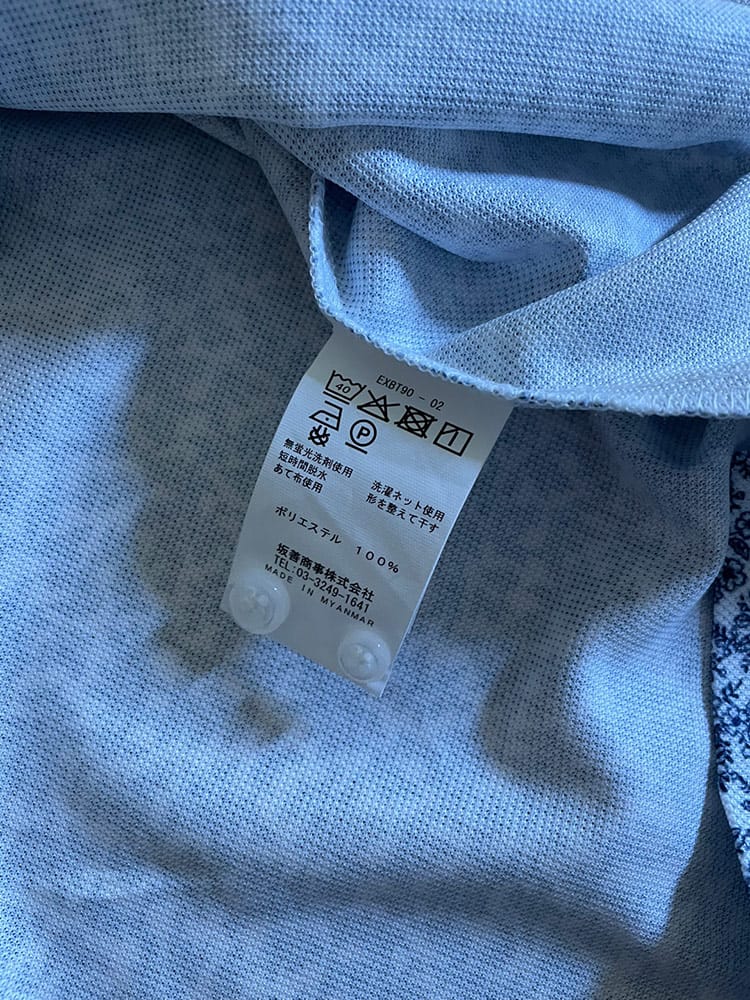 EXBT90 - 02
40
P
無蛍光洗剤使用
短時間脱水
あて布使用
洗濯ネット使用
形を整えて干す
ポリエステル 100%
坂善商事株式会社
TEL:03-3249-1641
MADE IN MYANMAR